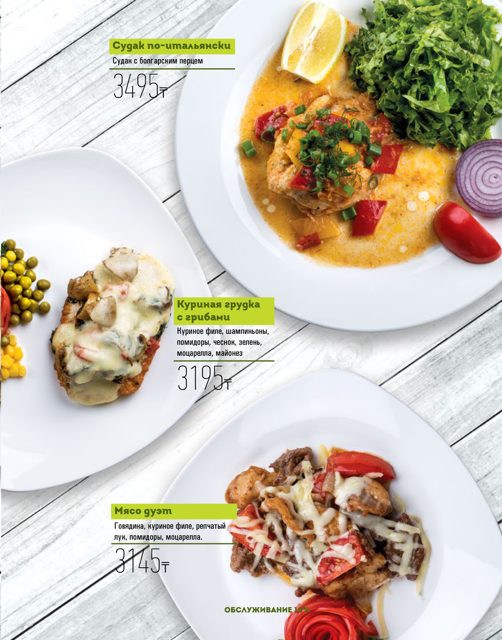 Судак по-итальянски
Судак с болгарским перцем
3495₸
Куриная грудка
с грибами
Куриное филе, шампиньоны,
помидоры, чеснок, зелень,
моцарелла, майонез
3195₸
Мясо дуэт
Говядина, куриное филе, репчатый
лук, помидоры, моцарелла.
3145₸
ОБСЛУЖИВАНИЕ